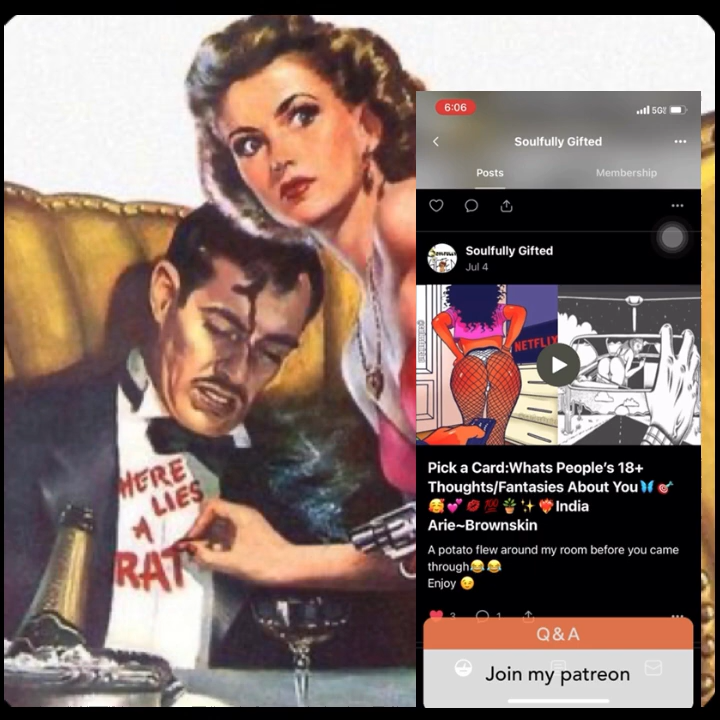 HERE
LIES
A
RAT
6:06
5G
Soulfully Gifted
Posts
Membership
Soulfully Gifted
Jul 4
NETFLIX
Pick a Card:Whats People’s 18+
Thoughts/Fantasies About You🦋🎯
🥰💕💋💯🪴✨❤️‍🔥India
Arie~Brownskin
A potato flew around my room before you came
through😂😂
Enjoy 😉
3
1
Q&A
Join my patreon